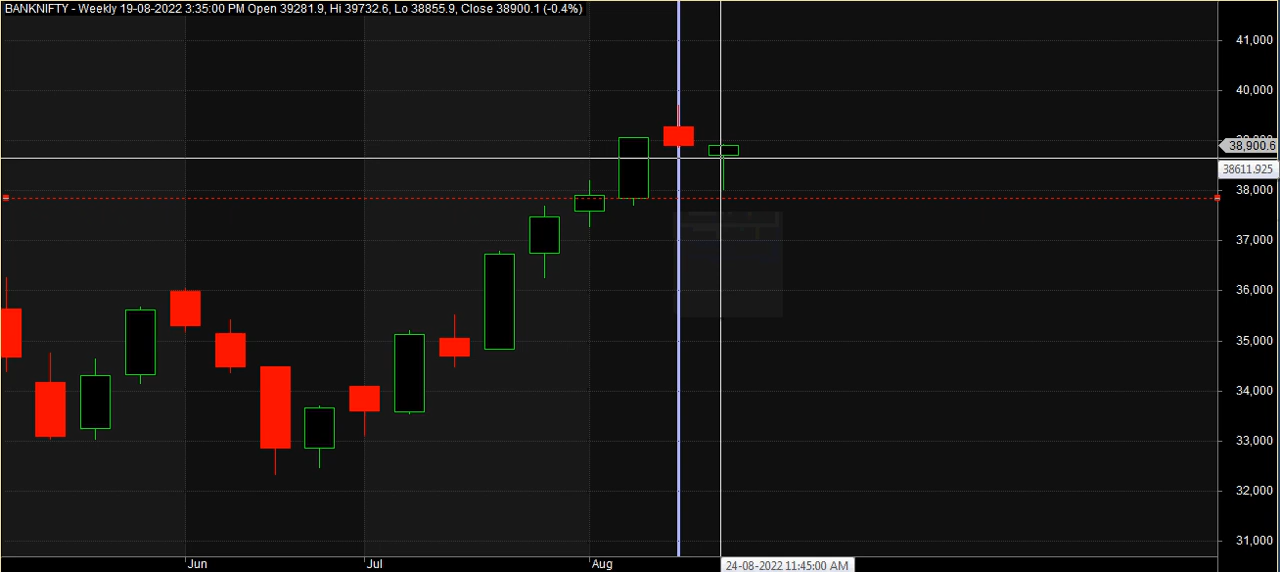 BANKNIFTY - Weekly 19-08-2022 3:35:00 PM Open 39281.9, Hi 39732.6, Lo 38855.9, Close 38900.1 (-0.4%)
41,000
40,000
38,900.6
38611.925
38,000
37,000
36,000
35,000
34,000
33,000
32,000
31,000
Jun
Jul
Aug
24-08-2022 11:45:00 AM